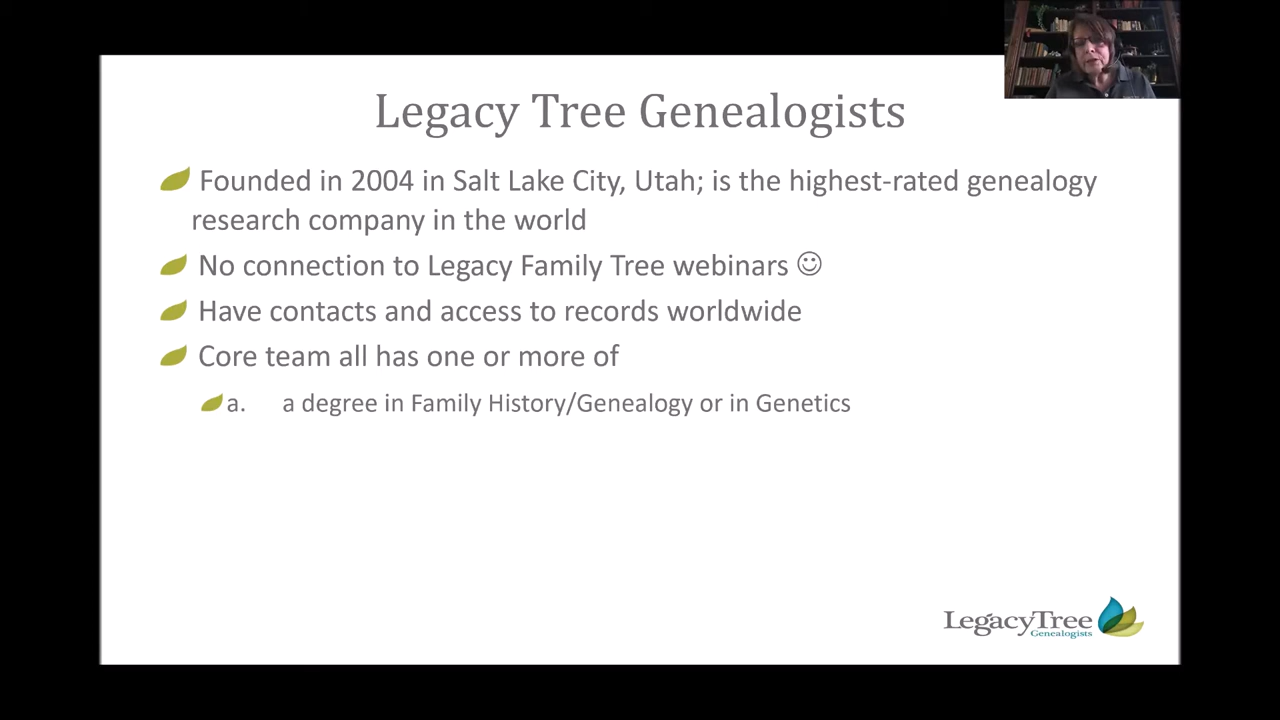 Legacy Tree Genealogists
Founded in 2004 in Salt Lake City, Utah; is the highest-rated genealogy
research company in the world
No connection to Legacy Family Tree webinars ☺
Have contacts and access to records worldwide
Core team all has one or more of
a. a degree in Family History/Genealogy or in Genetics
LegacyTree
Genealogists